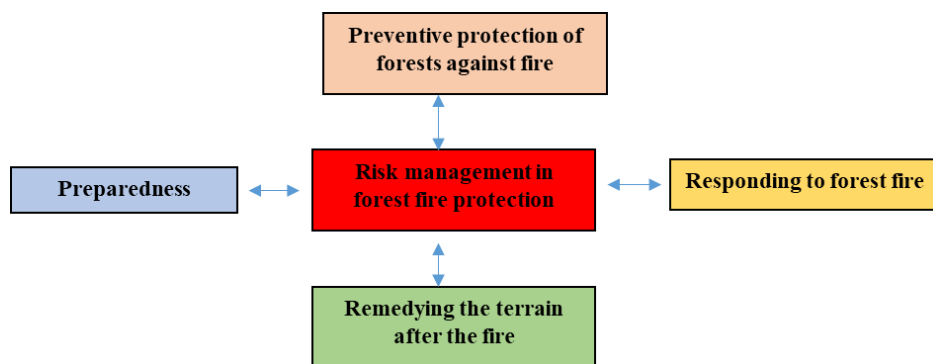 Preventive protection of
forests against fire
Preparedness
Risk management in
forest fire protection
Responding to forest fire
Remedying the terrain
after the fire